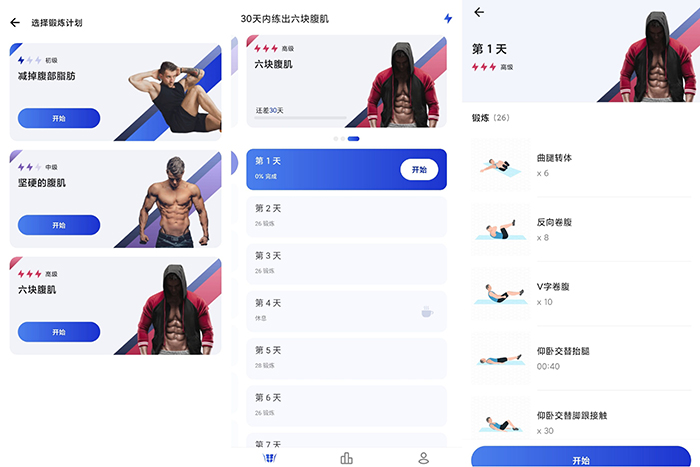 选择锻炼计划
初级
减掉腹部脂肪
开始
中级
坚硬的腹肌
开始
高级
六块腹肌
开始
30天内练出六块腹肌
高级
六块腹肌
还差30天
第 1 天
0% 完成
开始
第 2 天
26 锻炼
第 3 天
26 锻炼
第 4 天
休息
第 5 天
28 锻炼
第 6 天
26 锻炼
第 7 天
第 1 天
高级
锻炼 (26)
曲腿转体
x 6
反向卷腹
x 8
V字卷腹
x 10
仰卧交替抬腿
00:40
仰卧交替脚跟接触
x 30
开始